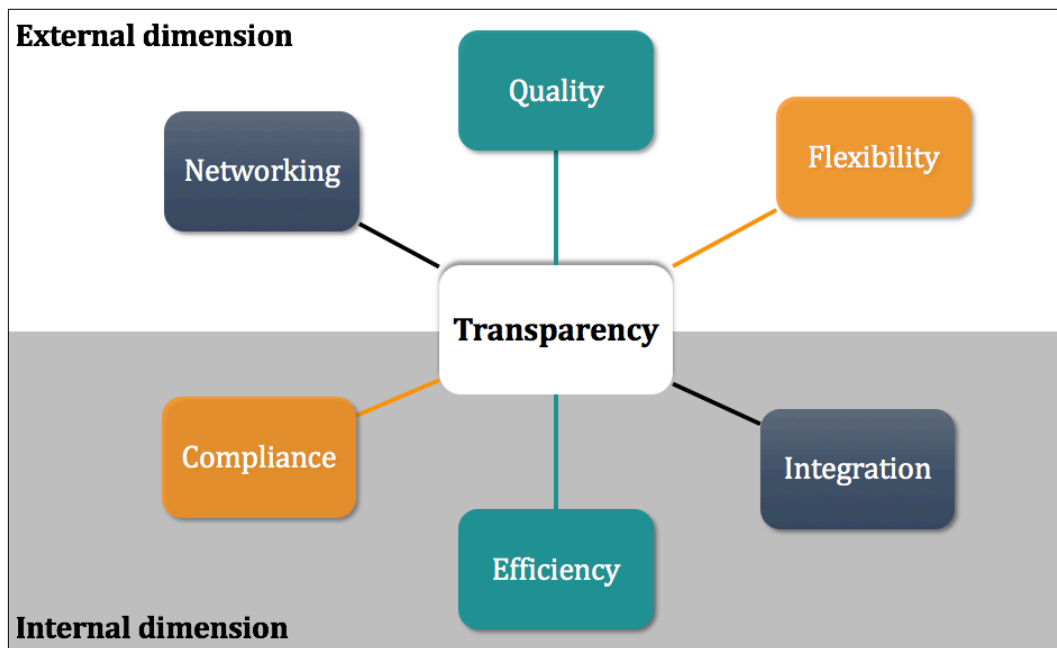 External dimension
Quality
Networking
Flexibility
Transparency
Compliance
Integration
Efficiency
Internal dimension